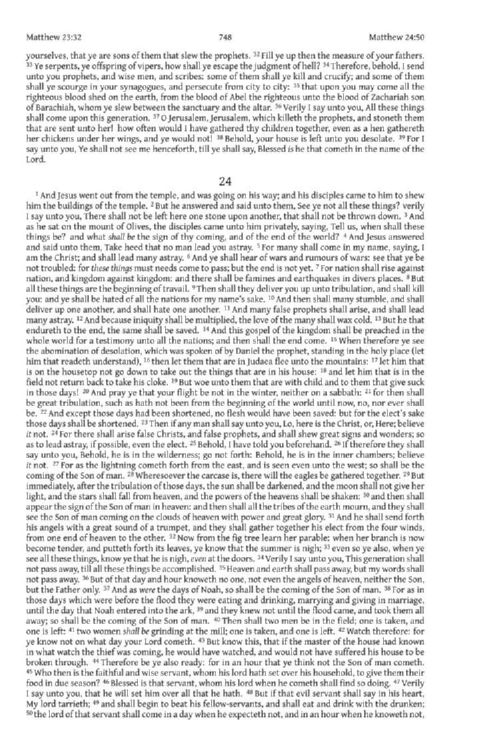 Matthew 23:32 748 Matthew 24:50
yourselves, that ye are sons of them that slew the prophets. 32 Fill ye up then the measure of your fathers.
33 Ye serpents, ye offspring of vipers, how shall ye escape the judgment of hell? 34 Therefore, behold, I send
unto you prophets, and wise men, and scribes: some of them shall ye kill and crucify; and some of them
shall ye scourge in your synagogues, and persecute from city to city: 35 that upon you may come all the
righteous blood shed on the earth, from the blood of Abel the righteous unto the blood of Zachariah son
of Barachiah, whom ye slew between the sanctuary and the altar. 36 Verily I say unto you, All these things
shall come upon this generation. 37 O Jerusalem, Jerusalem, which killeth the prophets, and stoneth them
that are sent unto her! how often would I have gathered thy children together, even as a hen gathereth
her chickens under her wings, and ye would not! 38 Behold, your house is left unto you desolate. 39 For I
say unto you, Ye shall not see me henceforth, till ye shall say, Blessed is he that cometh in the name of the
Lord.
24
1 And Jesus went out from the temple, and was going on his way; and his disciples came to him to shew
him the buildings of the temple. 2 But he answered and said unto them, See ye not all these things? verily
I say unto you, There shall not be left here one stone upon another, that shall not be thrown down. 3 And
as he sat on the mount of Olives, the disciples came unto him privately, saying, Tell us, when shall these
things be? and what shall be the sign of thy coming, and of the end of the world? 4 And Jesus answered
and said unto them, Take heed that no man lead you astray. 5 For many shall come in my name, saying, I
am the Christ; and shall lead many astray. 6 And ye shall hear of wars and rumours of wars: see that ye be
not troubled: for these things must needs come to pass; but the end is not yet. 7 For nation shall rise against
nation, and kingdom against kingdom: and there shall be famines and earthquakes in divers places. 8 But
all these things are the beginning of travail. 9 Then shall they deliver you up unto tribulation, and shall kill
you: and ye shall be hated of all the nations for my name's sake. 10 And then shall many stumble, and shall
deliver up one another, and shall hate one another. 11 And many false prophets shall arise, and shall lead
many astray. 12 And because iniquity shall be multiplied, the love of the many shall wax cold. 13 But he that
endureth to the end, the same shall be saved. 14 And this gospel of the kingdom shall be preached in the
whole world for a testimony unto all the nations; and then shall the end come. 15 When therefore ye see
the abomination of desolation, which was spoken of by Daniel the prophet, standing in the holy place (let
him that readeth understand), 16 then let them that are in Judaea flee unto the mountains: 17 let him that
is on the housetop not go down to take out the things that are in his house: 18 and let him that is in the
field not return back to take his cloke. 19 But woe unto them that are with child and to them that give suck
in those days! 20 And pray ye that your flight be not in the winter, neither on a sabbath: 21 for then shall
be great tribulation, such as hath not been from the beginning of the world until now, no, nor ever shall
be. 22 And except those days had been shortened, no flesh would have been saved: but for the elect's sake
those days shall be shortened. 23 Then if any man shall say unto you, Lo, here is the Christ, or, Here; believe
it not. 24 For there shall arise false Christs, and false prophets, and shall shew great signs and wonders; so
as to lead astray, if possible, even the elect. 25 Behold, I have told you beforehand. 26 If therefore they shall
say unto you, Behold, he is in the wilderness; go not forth: Behold, he is in the inner chambers; believe
it not. 27 For as the lightning cometh forth from the east, and is seen even unto the west; so shall be the
coming of the Son of man. 28 Wheresoever the carcase is, there will the eagles be gathered together. 29 But
immediately, after the tribulation of those days, the sun shall be darkened, and the moon shall not give her
light, and the stars shall fall from heaven, and the powers of the heavens shall be shaken: 30 and then shall
appear the sign of the Son of man in heaven: and then shall all the tribes of the earth mourn, and they shall
see the Son of man coming on the clouds of heaven with power and great glory. 31 And he shall send forth
his angels with a great sound of a trumpet, and they shall gather together his elect from the four winds,
from one end of heaven to the other. 32 Now from the fig tree learn her parable: when her branch is now
become tender, and putteth forth its leaves, ye know that the summer is nigh; 33 even so ye also, when ye
see all these things, know ye that he is nigh, even at the doors. 34 Verily I say unto you, This generation shall
not pass away, till all these things be accomplished. 35 Heaven and earth shall pass away, but my words shall
not pass away. 36 But of that day and hour knoweth no one, not even the angels of heaven, neither the Son,
but the Father only. 37 And as were the days of Noah, so shall be the coming of the Son of man. 38 For as in
those days which were before the flood they were eating and drinking, marrying and giving in marriage,
until the day that Noah entered into the ark, 39 and they knew not until the flood came, and took them all
away; so shall be the coming of the Son of man. 40 Then shall two men be in the field; one is taken, and
one is left: 41 two women shall be grinding at the mill; one is taken, and one is left. 42 Watch therefore: for
ye know not on what day your Lord cometh. 43 But know this, that if the master of the house had known
in what watch the thief was coming, he would have watched, and would not have suffered his house to be
broken through. 44 Therefore be ye also ready: for in an hour that ye think not the Son of man cometh.
45 Who then is the faithful and wise servant, whom his lord hath set over his household, to give them their
food in due season? 46 Blessed is that servant, whom his lord when he cometh shall find so doing. 47 Verily
I say unto you, that he will set him over all that he hath. 48 But if that evil servant shall say in his heart,
My lord tarrieth; 49 and shall begin to beat his fellow-servants, and shall eat and drink with the drunken;
50 the lord of that servant shall come in a day when he expecteth not, and in an hour when he knoweth not,